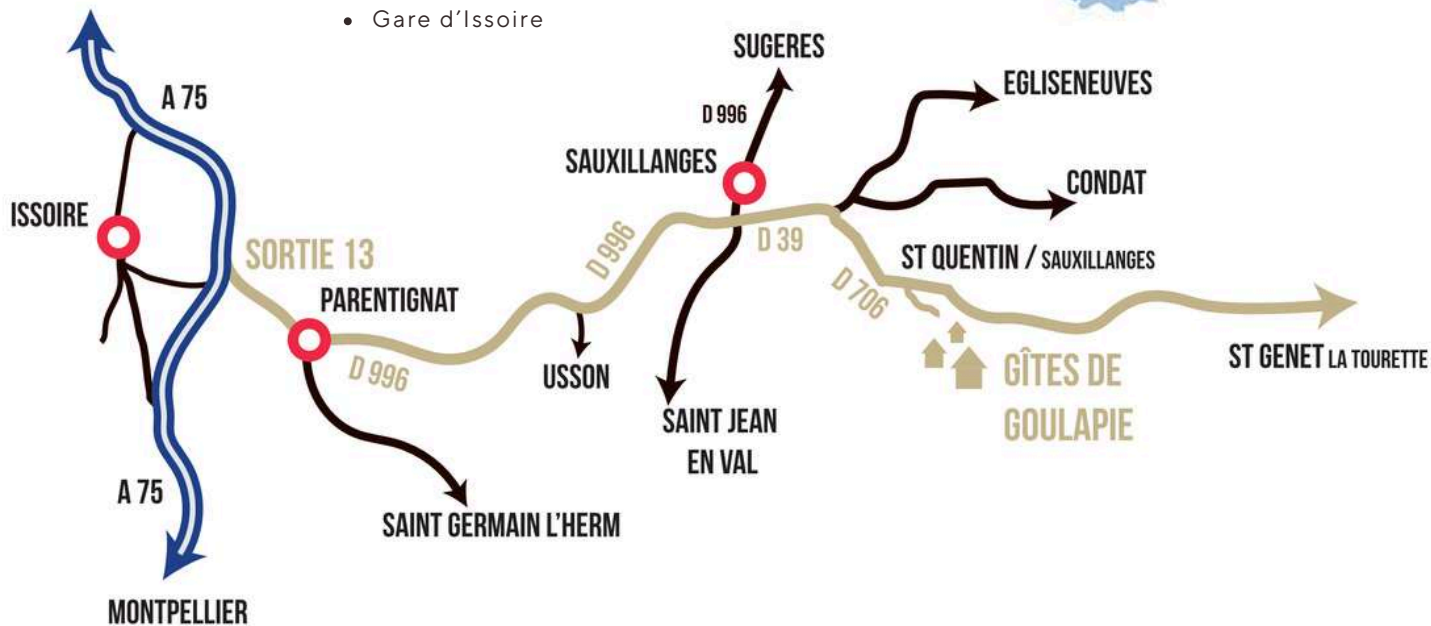 • Gare d'Issoire
SUGERES
A 75
EGLISENEUVES
D 996
SAUXILLANGES
CONDAT
ISSOIRE
D 996
D 39
SORTIE 13
ST QUENTIN / SAUXILLANGES
D 706
PARENTIGNAT
D 996
USSON
GÎTES DE
GOULAPIE
ST GENET LA TOURETTE
SAINT JEAN
EN VAL
A 75
SAINT GERMAIN L'HERM
MONTPELLIER